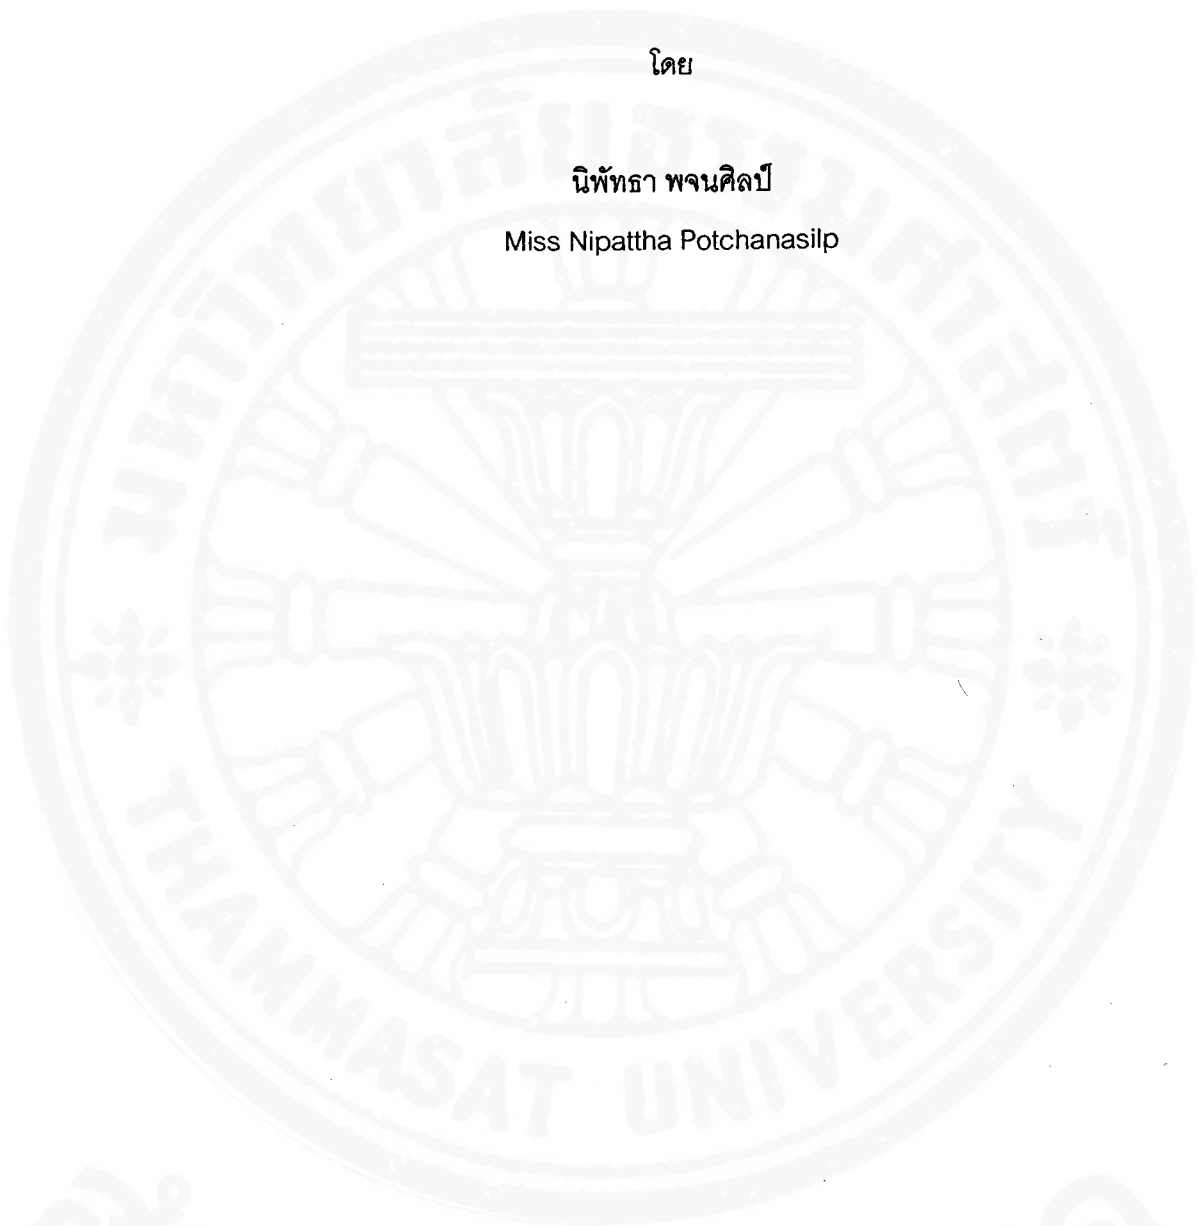 โดย
นิพัทธา พจนศิลป์
Miss Nipattha Potchanasilp
มหาวิทยาลัยธรรมศาสตร์
THAMMASAT UNIVERSITY